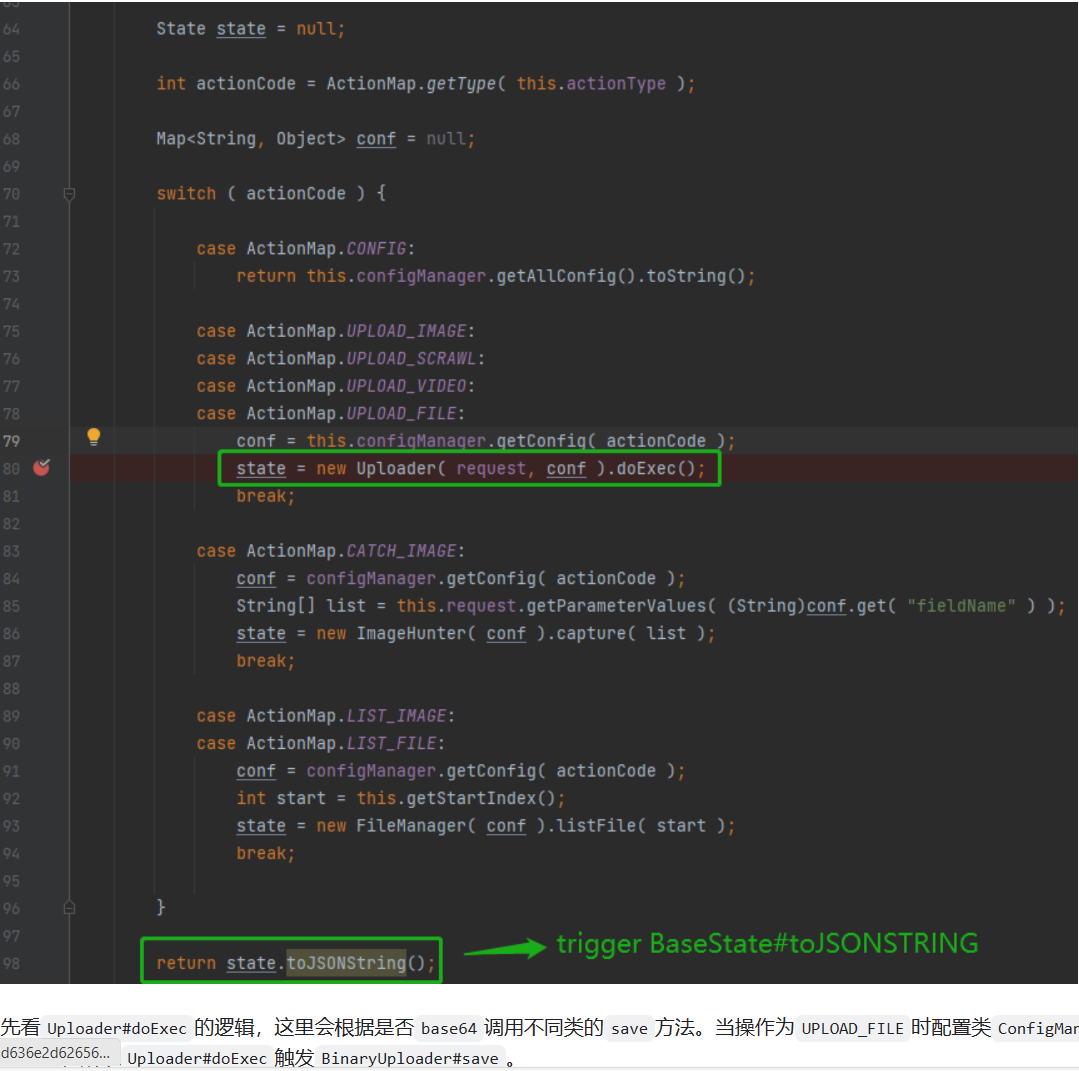 64 State state = null;
65
66 int actionCode = ActionMap.getType( this.actionType );
67
68 Map<String, Object> conf = null;
69
70 switch ( actionCode ) {
71
72 case ActionMap.CONFIG:
73 return this.configManager.getAllConfig().toString();
74
75 case ActionMap.UPLOAD_IMAGE:
76 case ActionMap.UPLOAD_SCRAWL:
77 case ActionMap.UPLOAD_VIDEO:
78 case ActionMap.UPLOAD_FILE:
79 conf = this.configManager.getConfig( actionCode );
80 state = new Uploader( request, conf ).doExec();
81 break;
82
83 case ActionMap.CATCH_IMAGE:
84 conf = configManager.getConfig( actionCode );
85 String[] list = this.request.getParameterValues( (String)conf.get( "fieldName" ) );
86 state = new ImageHunter( conf ).capture( list );
87 break;
88
89 case ActionMap.LIST_IMAGE:
90 case ActionMap.LIST_FILE:
91 conf = configManager.getConfig( actionCode );
92 int start = this.getStartIndex();
93 state = new FileManager( conf ).listFile( start );
94 break;
95
96 }
97
98 return state.toJSONString(); trigger BaseState#toJSONSTRING
先看 Uploader#doExec 的逻辑，这里会根据是否 base64 调用不同类的 save 方法。当操作为 UPLOAD_FILE 时配置类 ConfigMan
d636e2d62656... Uploader#doExec 触发 BinaryUploader#save 。